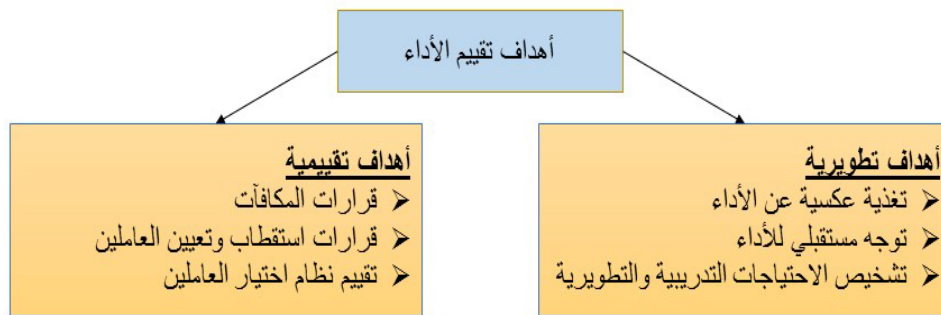 أهداف تقييم الأداء
أهداف تطويرية
تغذية عكسية عن الأداء
توجه مستقبلي للأداء
تشخيص الاحتياجات التدريبية والتطويرية
أهداف تقييمية
قرارات المكافآت
قرارات استقطاب وتعيين العاملين
تقييم نظام اختيار العاملين